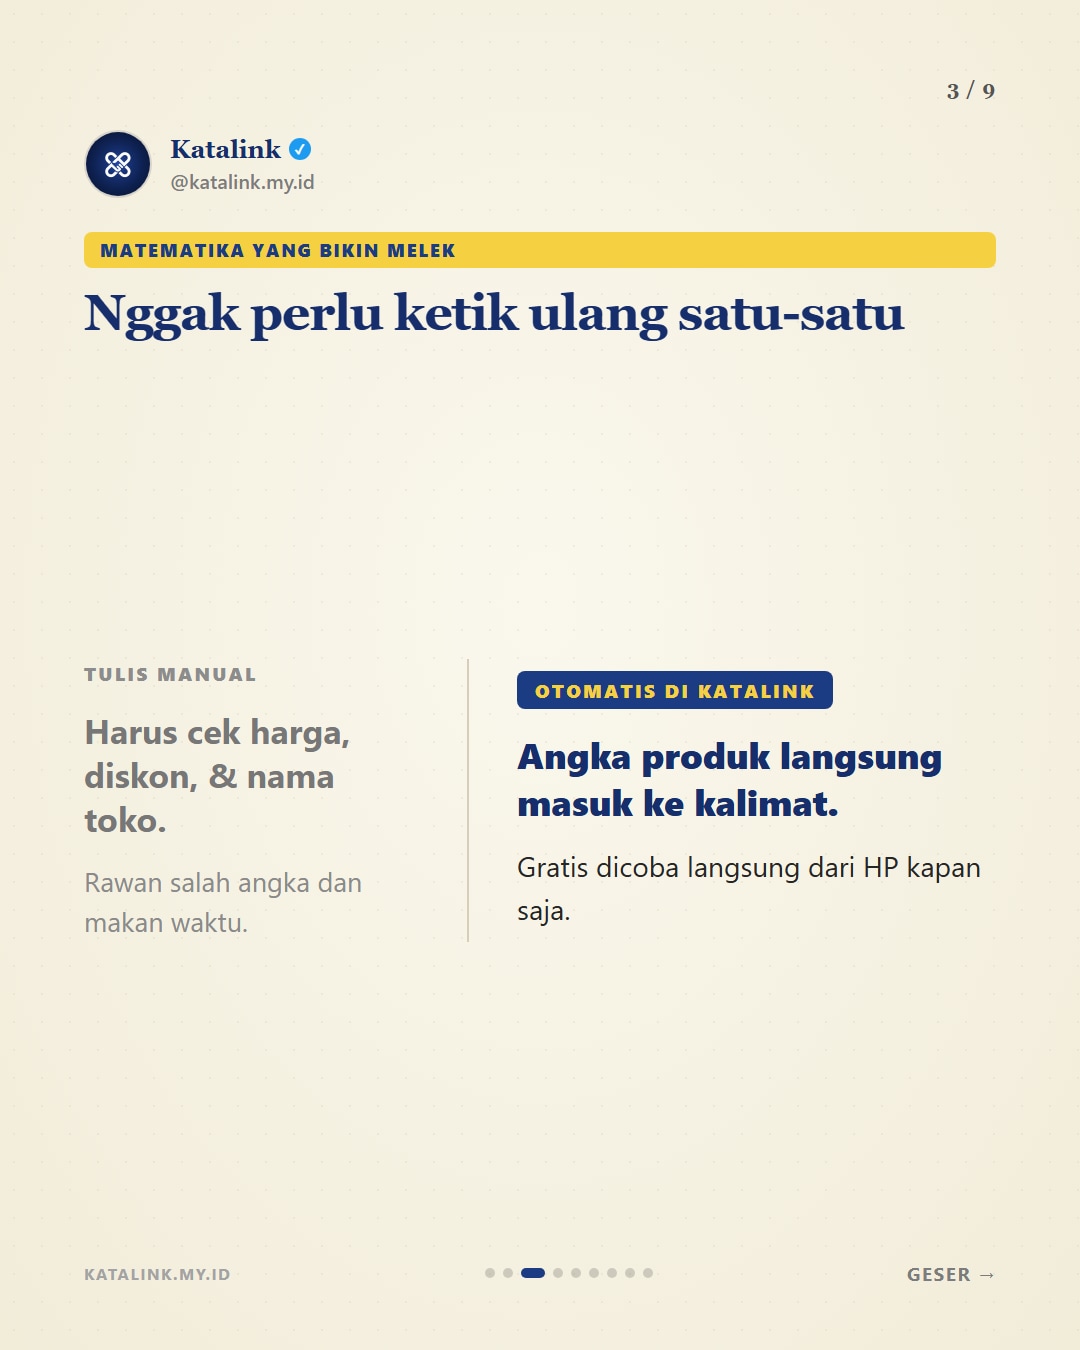 3 / 9
Katalink
@katalink.my.id
MATEMATIKA YANG BIKIN MELEK
Nggak perlu ketik ulang satu-satu
TULIS MANUAL
Harus cek harga,
diskon, & nama
toko.
Rawan salah angka dan
makan waktu.
OTOMATIS DI KATALINK
Angka produk langsung
masuk ke kalimat.
Gratis dicoba langsung dari HP kapan
saja.
KATALINK.MY.ID
GESER →